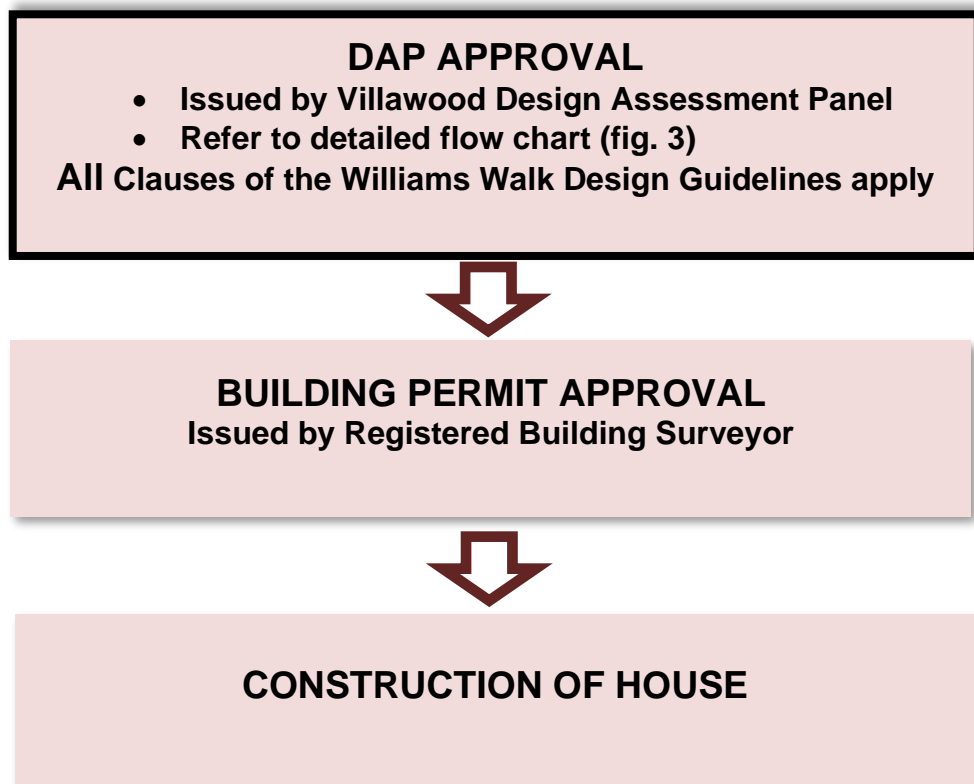 DAP APPROVAL
• Issued by Villawood Design Assessment Panel
• Refer to detailed flow chart (fig. 3)
All Clauses of the Williams Walk Design Guidelines apply
BUILDING PERMIT APPROVAL
Issued by Registered Building Surveyor
CONSTRUCTION OF HOUSE